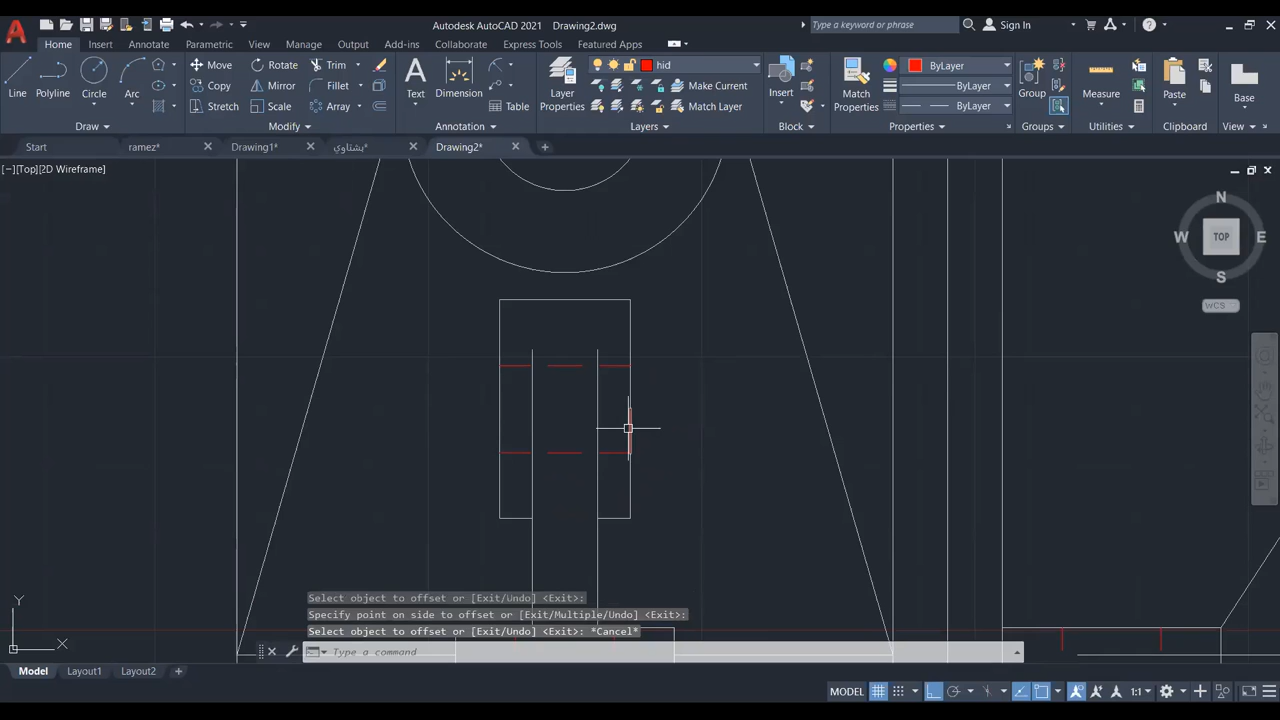 Autodesk AutoCAD 2021 Drawing2.dwg
Type a keyword or phrase
Sign In
Home Insert Annotate Parametric View Manage Output Add-ins Collaborate Express Tools Featured Apps
Line Polyline Circle Arc
Move Rotate Trim
Copy Mirror Fillet
Stretch Scale Array
Text Dimension Table
Layer Properties
hid
Make Current
Match Layer
Insert
Match Properties
ByLayer
ByLayer
ByLayer
Group
Measure
Paste
Base
Draw Modify Annotation Layers Block Properties Groups Utilities Clipboard View
Start ramez* Drawing1* بشتاوي* Drawing2*
[−][Top][2D Wireframe]
N
W TOP E
S
WCS
Select object to offset or [Exit/Undo] <Exit>:
Specify point on side to offset or [Exit/Multiple/Undo] <Exit>:
Select object to offset or [Exit/Undo] <Exit>: *Cancel*
Type a command
Y
X
Model Layout1 Layout2
MODEL 1:1